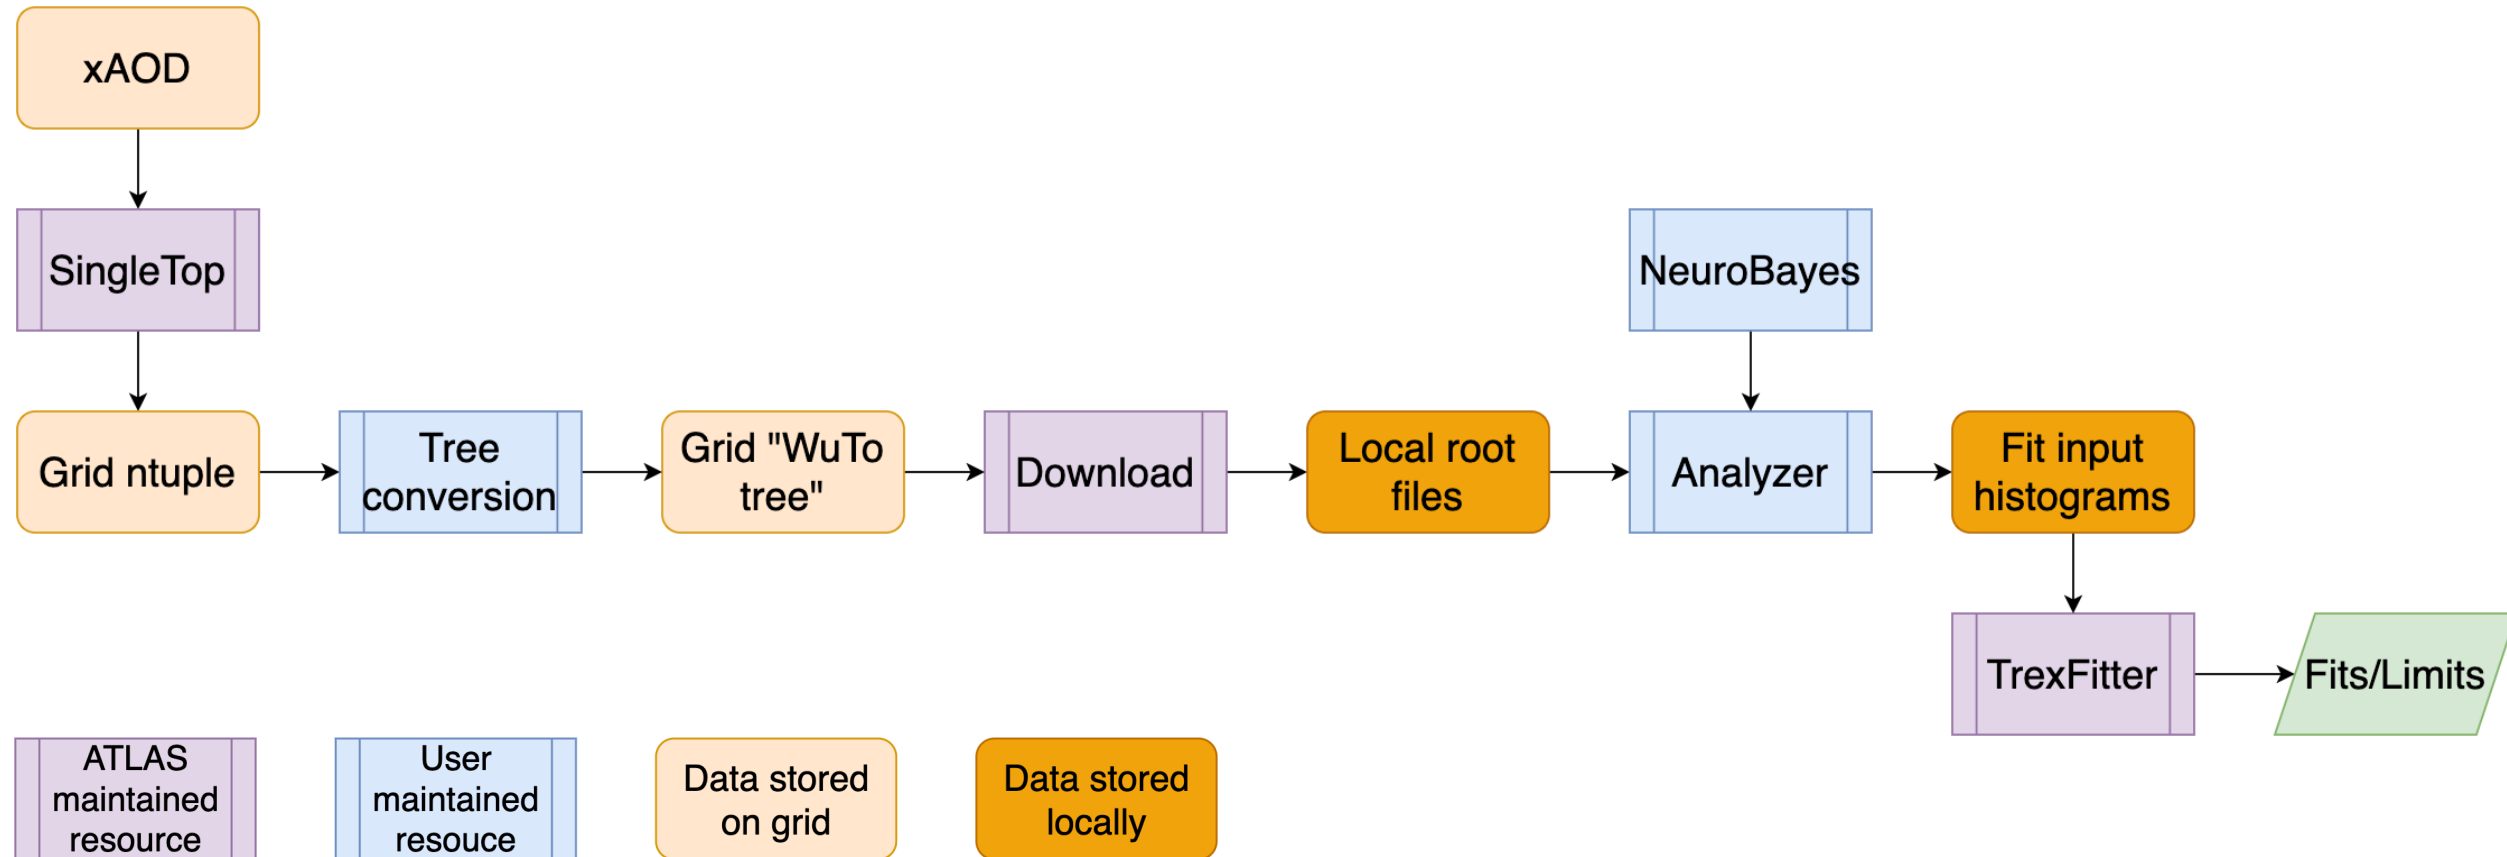 xAOD
SingleTop
NeuroBayes
Grid ntuple
Tree
conversion
Grid "WuTo
tree"
Download
Local root
files
Analyzer
Fit input
histograms
TrexFitter
Fits/Limits
ATLAS
maintained
resource
User
maintained
resouce
Data stored
on grid
Data stored
locally